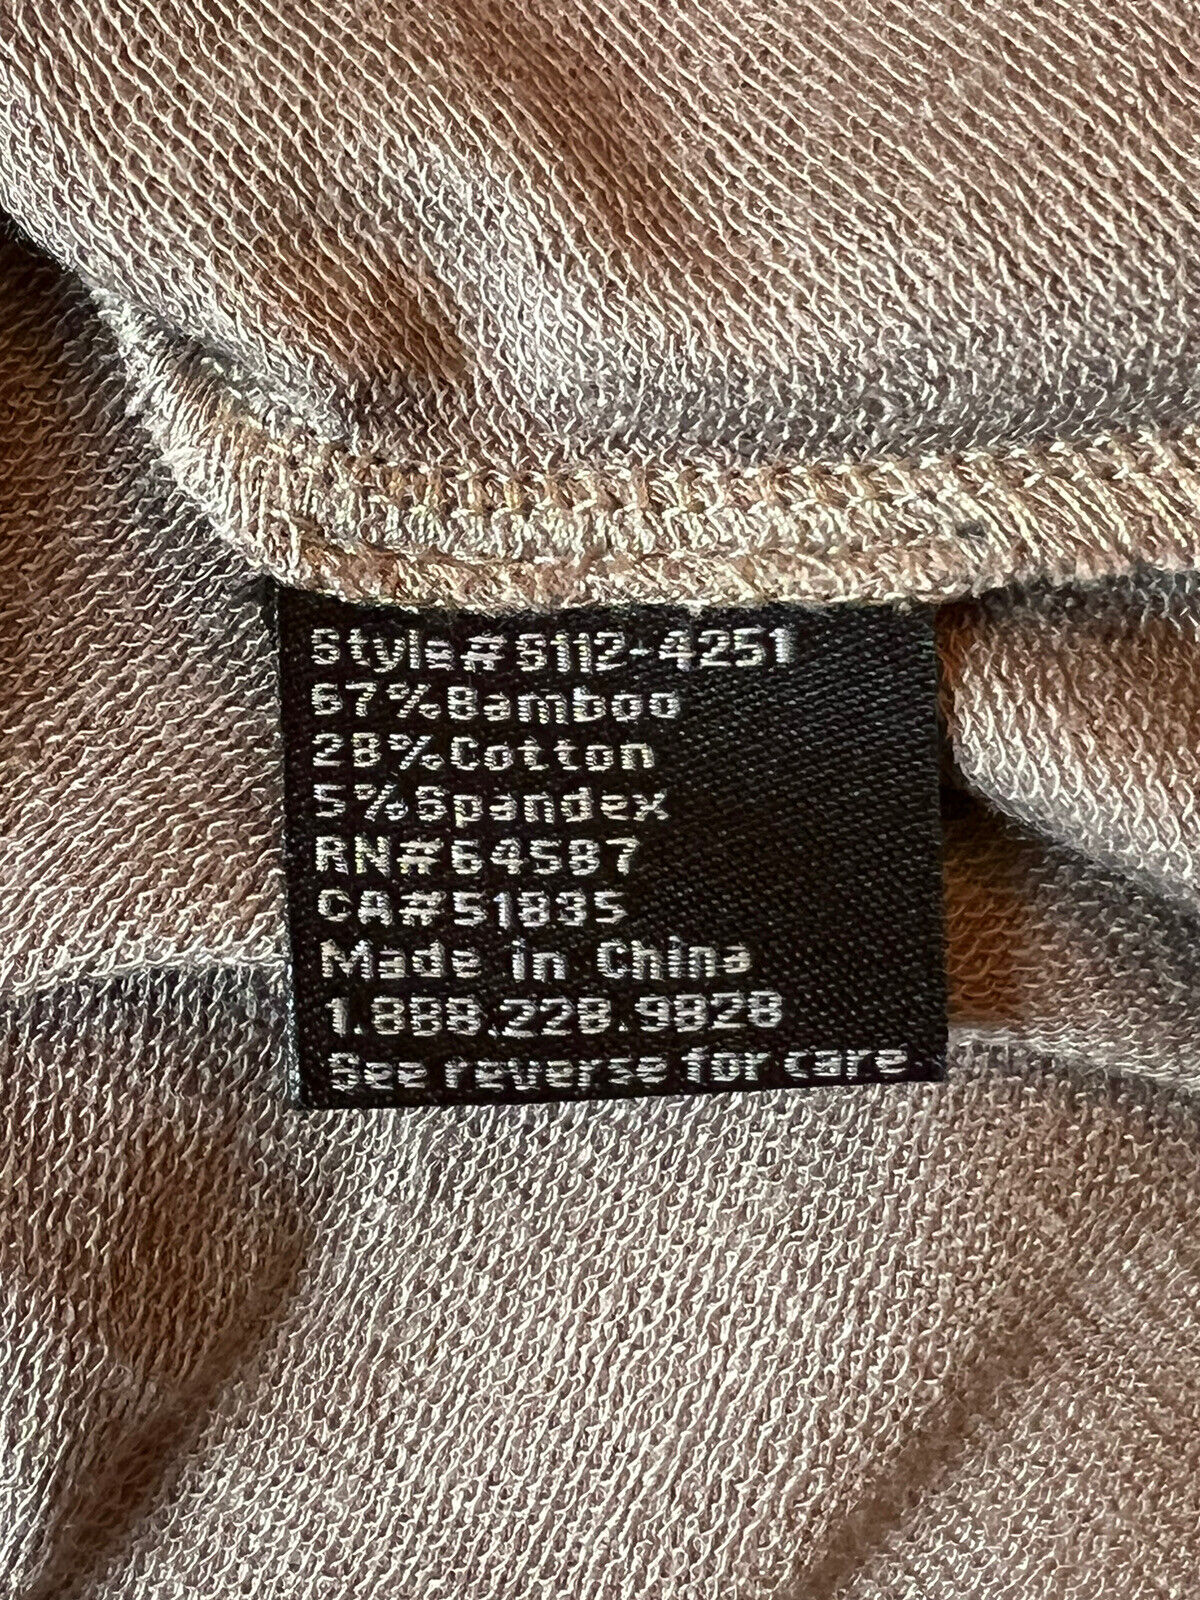 Style#5112-4251
67%Bamboo
28%Cotton
5%Spandex
RN#64587
CA#51835
Made in China
1.888.228.9828
See reverse for care